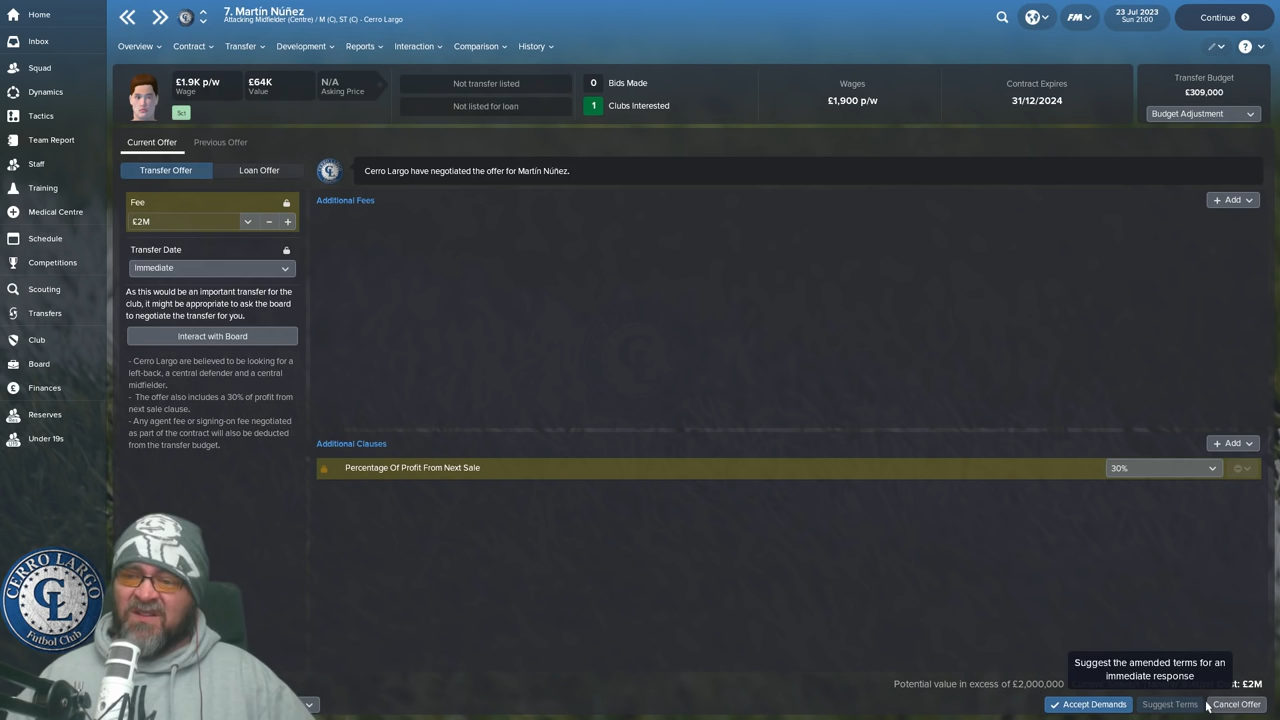 Home
Inbox
Squad
Dynamics
Tactics
Team Report
Staff
Training
Medical Centre
Schedule
Competitions
Scouting
Transfers
Club
Board
Finances
Reserves
Under 19s
7. Martín Núñez
Attacking Midfielder (Centre) / M (C), ST (C) - Cerro Largo
FM
23 Jul 2023
Sun 21:00
Continue
Overview
Contract
Transfer
Development
Reports
Interaction
Comparison
History
?
£1.9K p/w
Wage
£64K
Value
N/A
Asking Price
Sct
Not transfer listed
Not listed for loan
0 Bids Made
1 Clubs Interested
Wages
£1,900 p/w
Contract Expires
31/12/2024
Transfer Budget
£309,000
Budget Adjustment
Current Offer
Previous Offer
Transfer Offer
Loan Offer
Cerro Largo have negotiated the offer for Martín Núñez.
Fee
£2M
Transfer Date
Immediate
As this would be an important transfer for the
club, it might be appropriate to ask the board
to negotiate the transfer for you.
Interact with Board
- Cerro Largo are believed to be looking for a
left-back, a central defender and a central
midfielder.
- The offer also includes a 30% of profit from
next sale clause.
- Any agent fee or signing-on fee negotiated
as part of the contract will also be deducted
from the transfer budget.
Additional Fees
+ Add
Additional Clauses
+ Add
Percentage Of Profit From Next Sale
30%
Suggest the amended terms for an
immediate response
Potential value in excess of £2,000,000
t: £2M
Accept Demands
Suggest Terms
Cancel Offer
CERRO LARGO
CL
Futbol Club